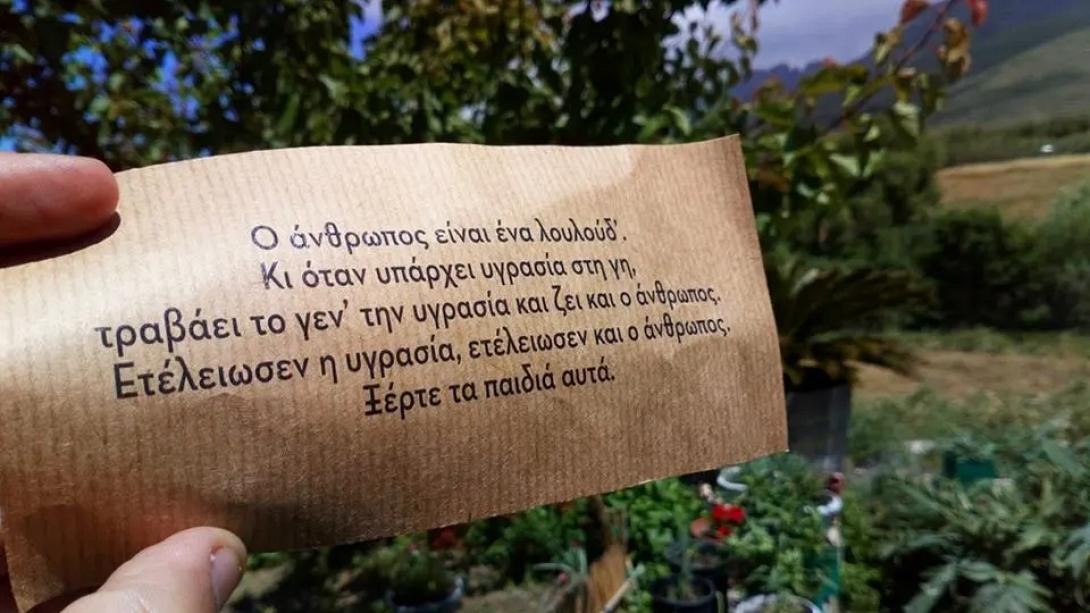 Ο άνθρωπος είναι ένα λουλούδ'.
Κι όταν υπάρχει υγρασία στη γη,
τραβάει το γεν' την υγρασία και ζει και ο άνθρωπος.
Ετέλειωσεν η υγρασία, ετέλειωσεν και ο άνθρωπος.
Ξέρτε τα παιδιά αυτά.